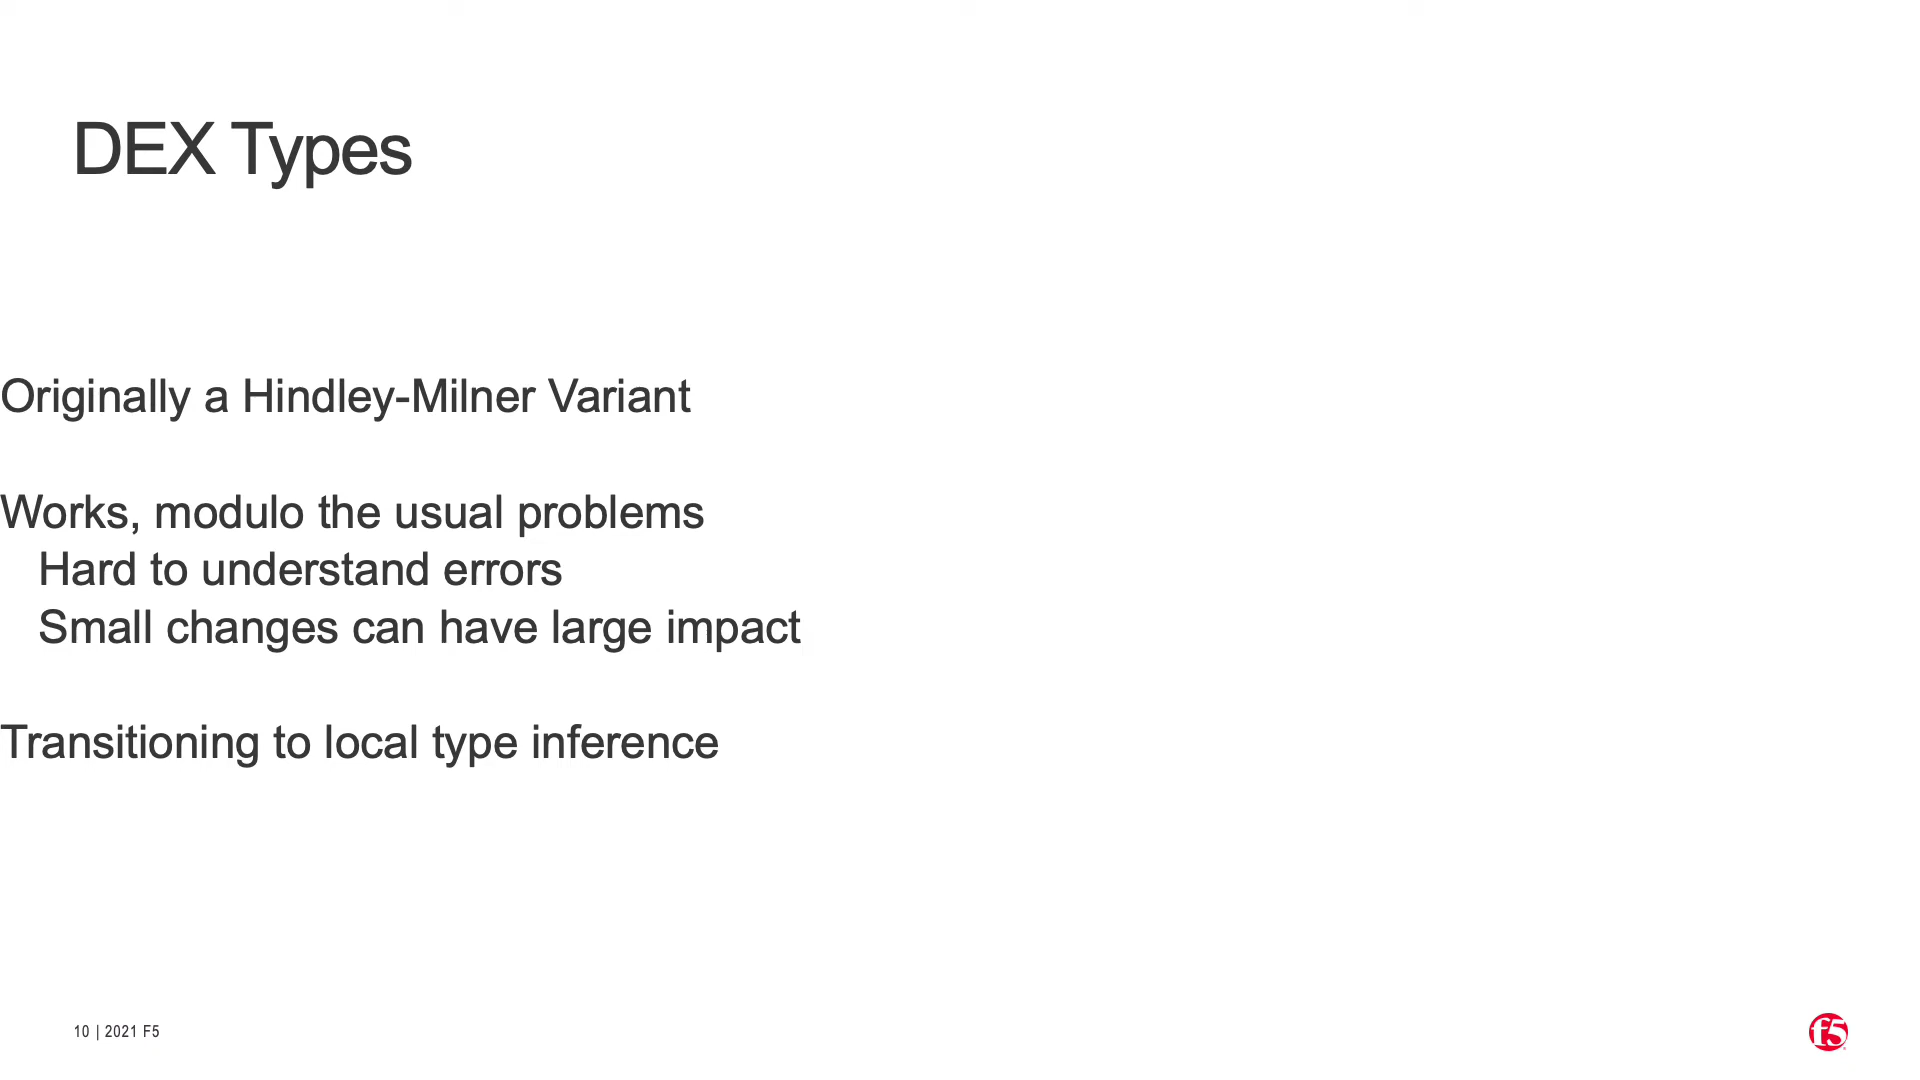 DEX Types
Originally a Hindley-Milner Variant
Works, modulo the usual problems
Hard to understand errors
Small changes can have large impact
Transitioning to local type inference
10 | 2021 F5
f5